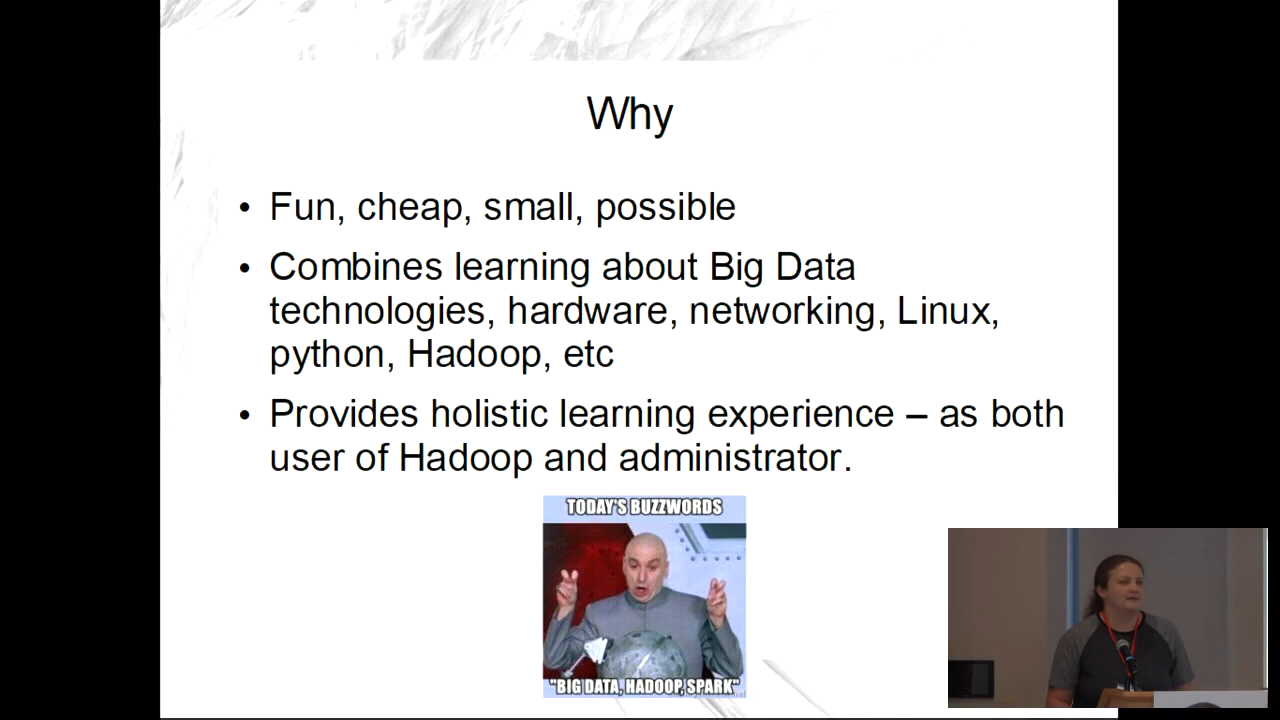 Why
• Fun, cheap, small, possible
• Combines learning about Big Data
technologies, hardware, networking, Linux,
python, Hadoop, etc
• Provides holistic learning experience – as both
user of Hadoop and administrator.
TODAY'S BUZZWORDS
"BIG DATA, HADOOP, SPARK"